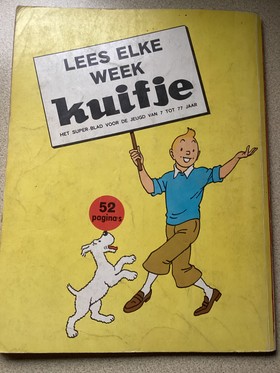 LEES ELKE
WEEK
kuifje
HET SUPER BLAD VOOR DE JEUGD VAN 7 TOT 77 JAAR
52
pagina's